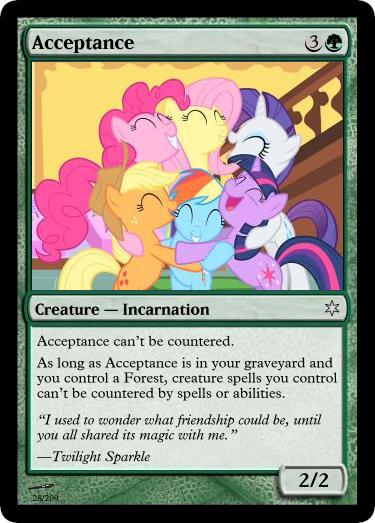 Acceptance 3
Creature — Incarnation
Acceptance can't be countered.
As long as Acceptance is in your graveyard and
you control a Forest, creature spells you control
can't be countered by spells or abilities.
“I used to wonder what friendship could be, until
you all shared its magic with me.”
—Twilight Sparkle
2/2
28/209